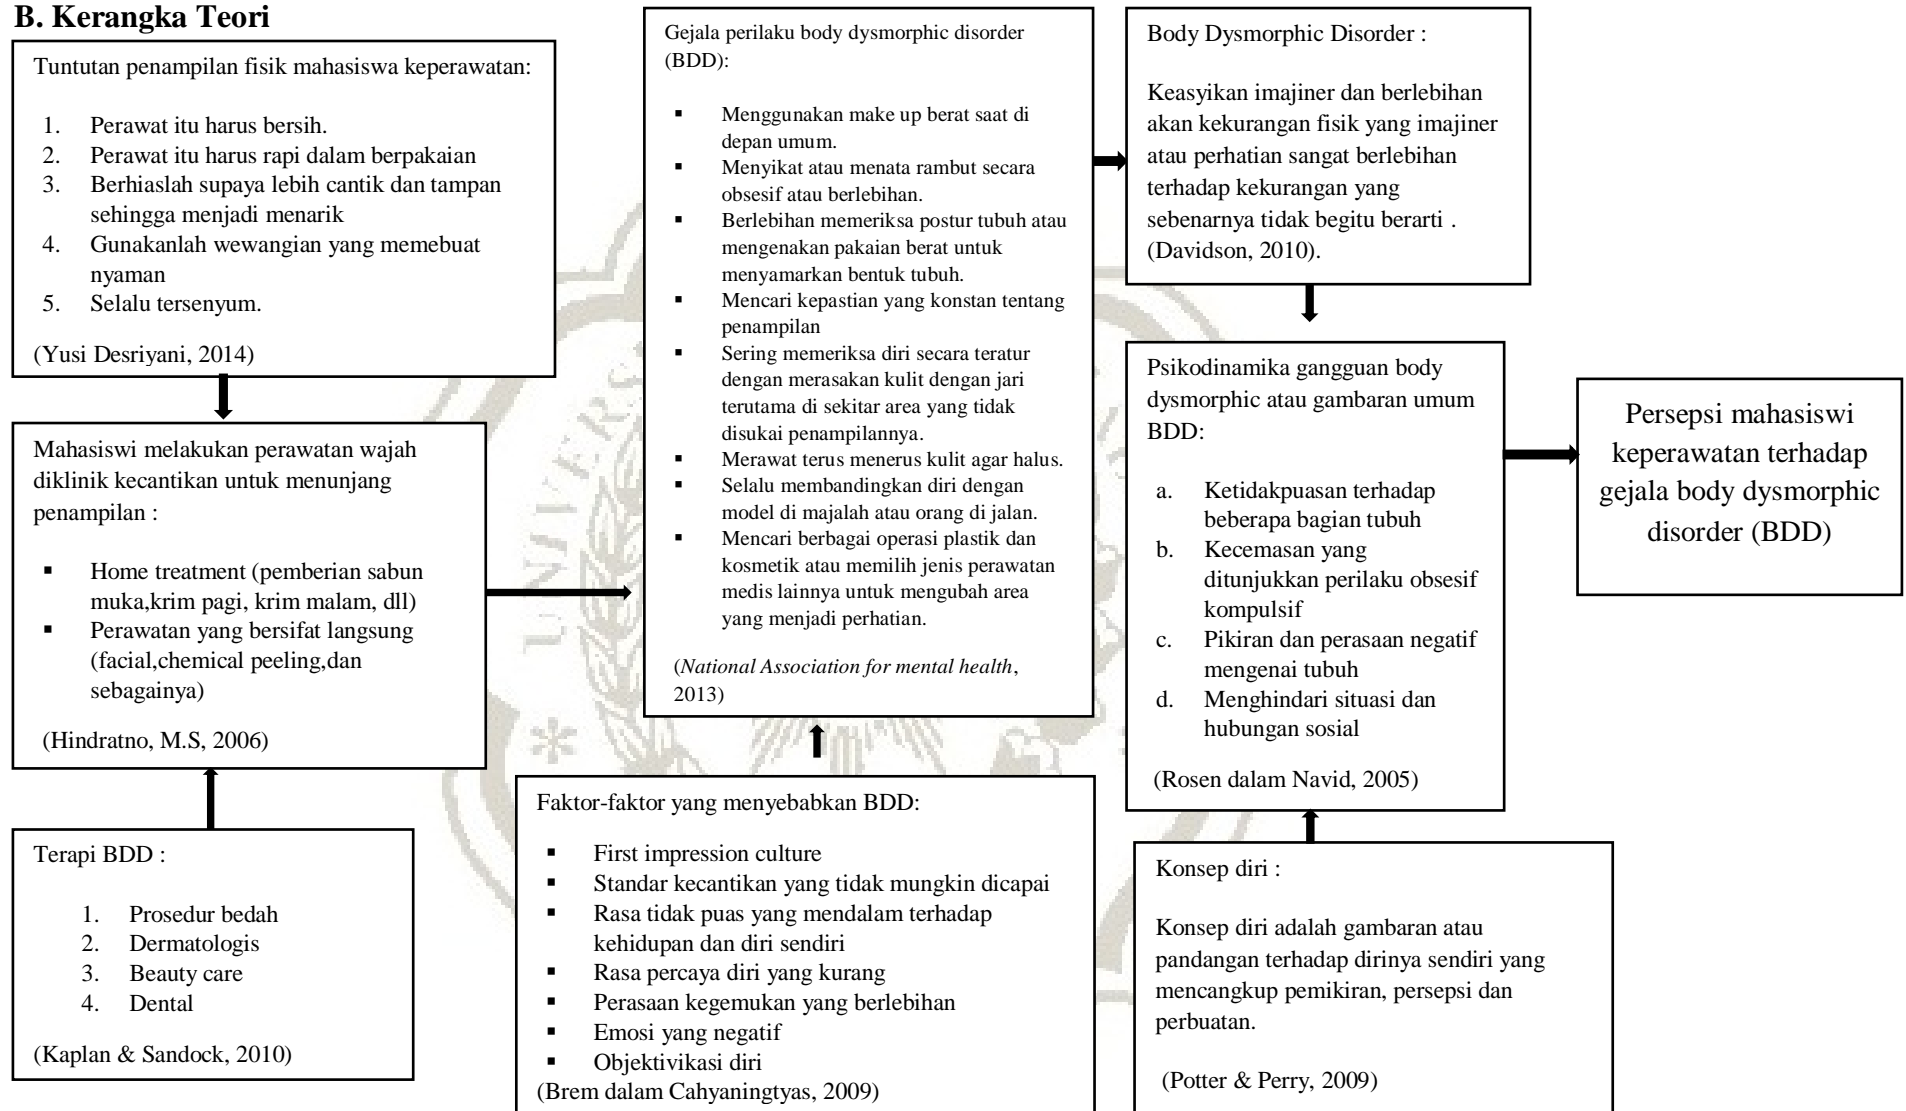 B. Kerangka Teori
Tuntutan penampilan fisik mahasiswa keperawatan:
1. Perawat itu harus bersih.
2. Perawat itu harus rapi dalam berpakaian
3. Berhiaslah supaya lebih cantik dan tampan
sehingga menjadi menarik
4. Gunakanlah wewangian yang memebuat
nyaman
5. Selalu tersenyum.
(Yusi Desriyani, 2014)
Mahasiswi melakukan perawatan wajah
diklinik kecantikan untuk menunjang
penampilan :
▪ Home treatment (pemberian sabun
muka,krim pagi, krim malam, dll)
▪ Perawatan yang bersifat langsung
(facial,chemical peeling,dan
sebagainya)
(Hindratno, M.S, 2006)
Terapi BDD :
1. Prosedur bedah
2. Dermatologis
3. Beauty care
4. Dental
(Kaplan & Sandock, 2010)
Gejala perilaku body dysmorphic disorder
(BDD):
▪ Menggunakan make up berat saat di
depan umum.
▪ Menyikat atau menata rambut secara
obsesif atau berlebihan.
▪ Berlebihan memeriksa postur tubuh atau
mengenakan pakaian berat untuk
menyamarkan bentuk tubuh.
▪ Mencari kepastian yang konstan tentang
penampilan
▪ Sering memeriksa diri secara teratur
dengan merasakan kulit dengan jari
terutama di sekitar area yang tidak
disukai penampilannya.
▪ Merawat terus menerus kulit agar halus.
▪ Selalu membandingkan diri dengan
model di majalah atau orang di jalan.
▪ Mencari berbagai operasi plastik dan
kosmetik atau memilih jenis perawatan
medis lainnya untuk mengubah area
yang menjadi perhatian.
(National Association for mental health,
2013)
Faktor-faktor yang menyebabkan BDD:
▪ First impression culture
▪ Standar kecantikan yang tidak mungkin dicapai
▪ Rasa tidak puas yang mendalam terhadap
kehidupan dan diri sendiri
▪ Rasa percaya diri yang kurang
▪ Perasaan kegemukan yang berlebihan
▪ Emosi yang negatif
▪ Objektivikasi diri
(Brem dalam Cahyaningtyas, 2009)
Body Dysmorphic Disorder :
Keasyikan imajiner dan berlebihan
akan kekurangan fisik yang imajiner
atau perhatian sangat berlebihan
terhadap kekurangan yang
sebenarnya tidak begitu berarti .
(Davidson, 2010).
Psikodinamika gangguan body
dysmorphic atau gambaran umum
BDD:
a. Ketidakpuasan terhadap
beberapa bagian tubuh
b. Kecemasan yang
ditunjukkan perilaku obsesif
kompulsif
c. Pikiran dan perasaan negatif
mengenai tubuh
d. Menghindari situasi dan
hubungan sosial
(Rosen dalam Navid, 2005)
Konsep diri :
Konsep diri adalah gambaran atau
pandangan terhadap dirinya sendiri yang
mencangkup pemikiran, persepsi dan
perbuatan.
(Potter & Perry, 2009)
Persepsi mahasiswi
keperawatan terhadap
gejala body dysmorphic
disorder (BDD)